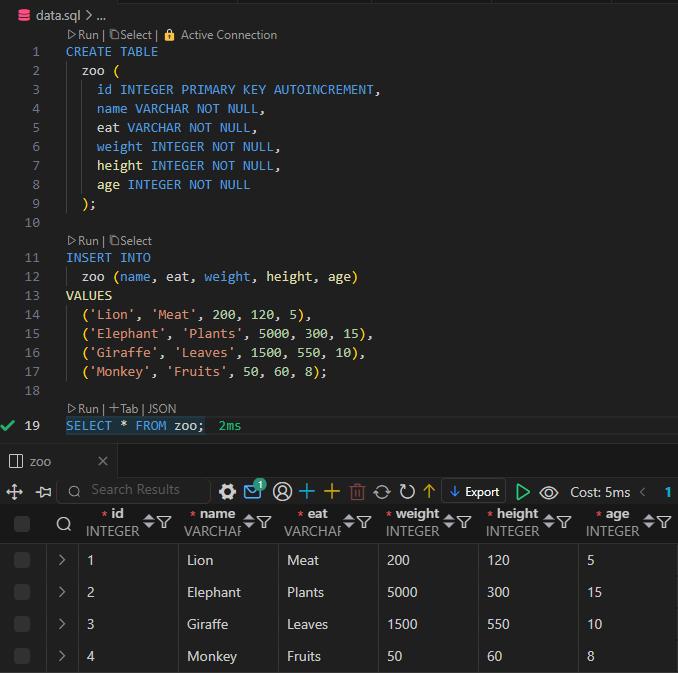 data.sql > ...
Run | Select | Active Connection
1 CREATE TABLE
2 zoo (
3 id INTEGER PRIMARY KEY AUTOINCREMENT,
4 name VARCHAR NOT NULL,
5 eat VARCHAR NOT NULL,
6 weight INTEGER NOT NULL,
7 height INTEGER NOT NULL,
8 age INTEGER NOT NULL
9 );
10
Run | Select
11 INSERT INTO
12 zoo (name, eat, weight, height, age)
13 VALUES
14 ('Lion', 'Meat', 200, 120, 5),
15 ('Elephant', 'Plants', 5000, 300, 15),
16 ('Giraffe', 'Leaves', 1500, 550, 10),
17 ('Monkey', 'Fruits', 50, 60, 8);
18
Run | +Tab | JSON
19 SELECT * FROM zoo; 2ms
zoo
Search Results 1 Export Cost: 5ms < 1
* id * name * eat * weight * height * age
INTEGER VARCHAR VARCHAR INTEGER INTEGER INTEGER
1 Lion Meat 200 120 5
2 Elephant Plants 5000 300 15
3 Giraffe Leaves 1500 550 10
4 Monkey Fruits 50 60 8